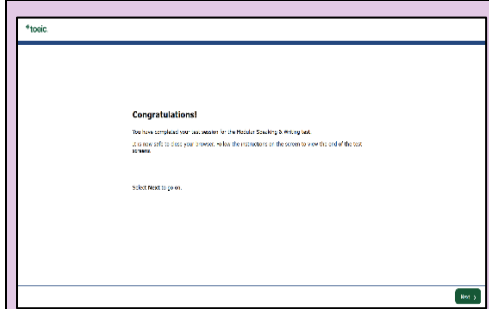 toeic.
Congratulations!
You have completed your test session for the Modular Speaking & Writing test.
It is now safe to close your browser. Follow the instructions on the screen to view the end of the test
screens.
Select Next to go on.
Next